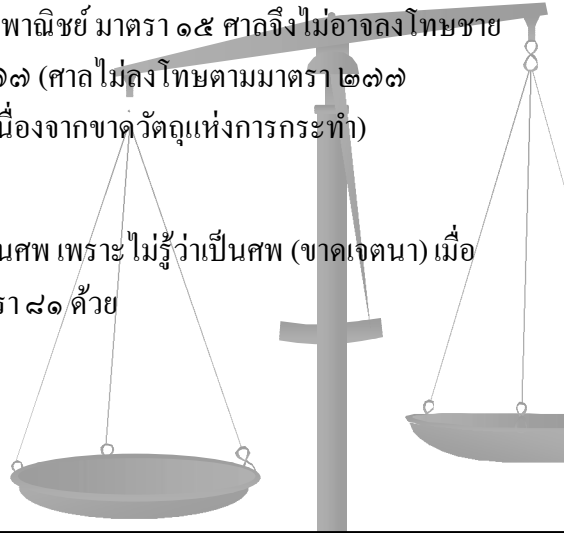 พาณิชย์ มาตรา ๑๕ ศาลจึงไม่อาจลงโทษชาย
๗ (ศาลไม่ลงโทษตามมาตรา ๒๗๗
นื่องจากขาดวัตถุแห่งการกระทำ)
นศพ เพราะไม่รู้ว่าเป็นศพ (ขาดเจตนา) เมื่อ
รา ๘๑ ด้วย